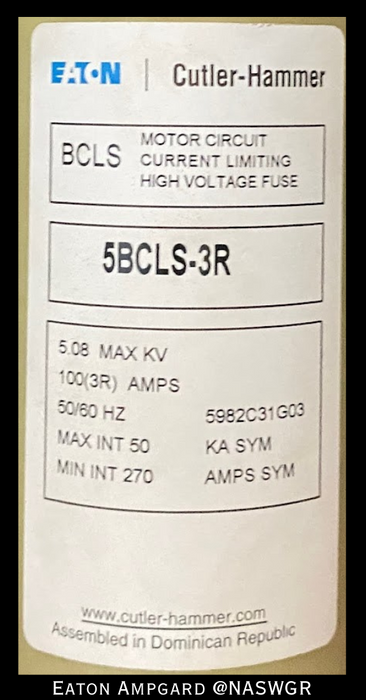 EATON | Cutler-Hammer
BCLS
MOTOR CIRCUIT
CURRENT LIMITING
HIGH VOLTAGE FUSE
5BCLS-3R
5.08 MAX KV
100(3R) AMPS
50/60 HZ 5982C31G03
MAX INT 50 KA SYM
MIN INT 270 AMPS SYM
www.cutler-hammer.com
Assembled in Dominican Republic
EATON AMPGARD @NASWGR